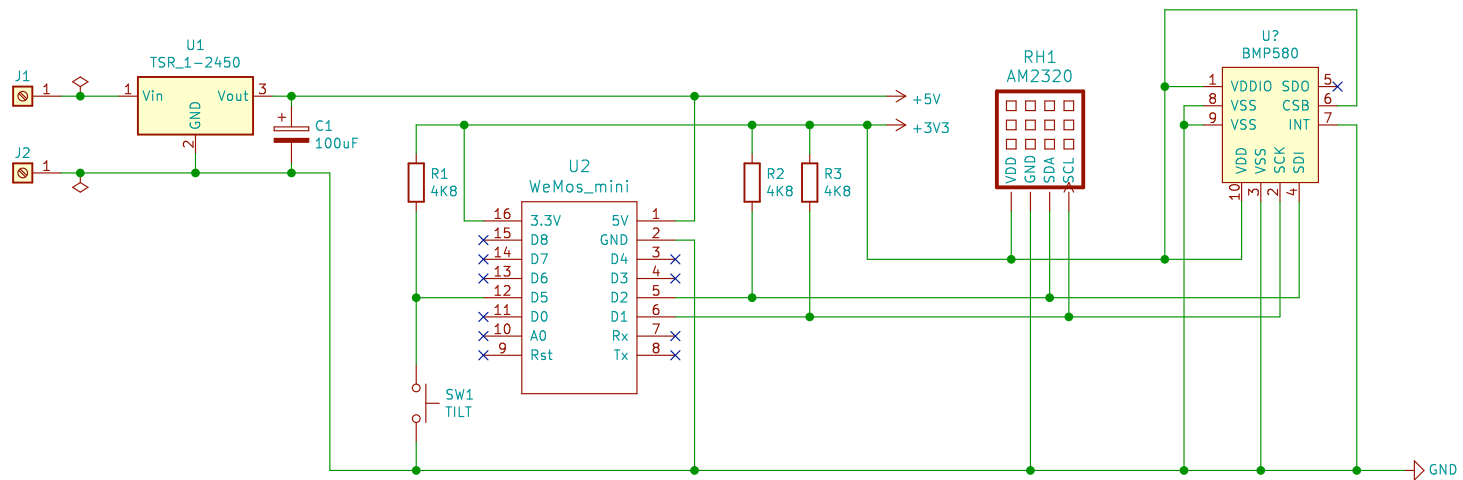 J1
1
U1
TSR_1-2450
1
Vin
Vout
3
GND
2
+
C1
100uF
J2
1
+5V
+3V3
R1
4K8
R2
4K8
R3
4K8
U2
WeMos_mini
16 3.3V 5V 1
15 D8 GND 2
14 D7 D4 3
13 D6 D3 4
12 D5 D2 5
11 D0 D1 6
10 A0 Rx 7
9 Rst Tx 8
SW1
TILT
RH1
AM2320
VDD
GND
SDA
SCL
U?
BMP580
1 VDDIO SDO 5
8 VSS CSB 6
9 VSS INT 7
VDD
VSS
SCK
SDI
10
3
2
4
GND